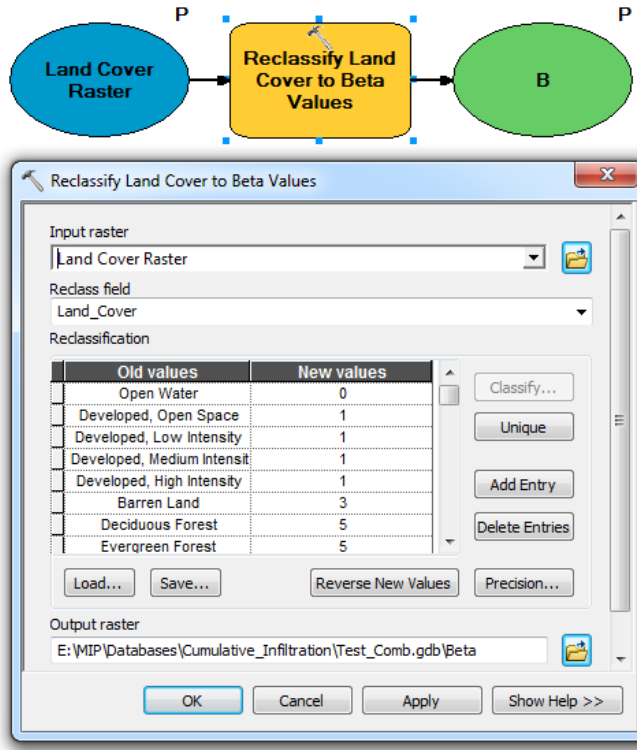 P
P
Land Cover
Raster
Reclassify Land
Cover to Beta
Values
B
Reclassify Land Cover to Beta Values
Input raster
Land Cover Raster
Reclass field
Land_Cover
Reclassification
Old values New values
Open Water 0
Developed, Open Space 1
Developed, Low Intensity 1
Developed, Medium Intensit 1
Developed, High Intensity 1
Barren Land 3
Deciduous Forest 5
Evergreen Forest 5
Classify...
Unique
Add Entry
Delete Entries
Load... Save... Reverse New Values Precision...
Output raster
E:\MIP\Databases\Cumulative_Infiltration\Test_Comb.gdb\Beta
OK Cancel Apply Show Help >>